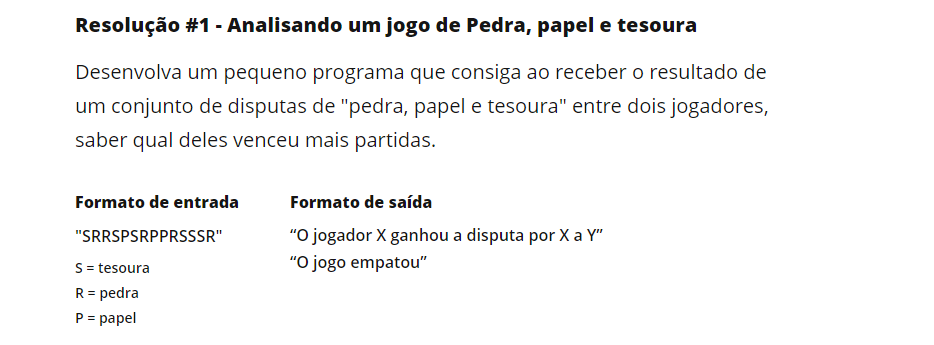 Resolução #1 - Analisando um jogo de Pedra, papel e tesoura
Desenvolva um pequeno programa que consiga ao receber o resultado de
um conjunto de disputas de "pedra, papel e tesoura" entre dois jogadores,
saber qual deles venceu mais partidas.
Formato de entrada
"SRRSPSRPPRSSSR"
S = tesoura
R = pedra
P = papel
Formato de saída
“O jogador X ganhou a disputa por X a Y”
“O jogo empatou”